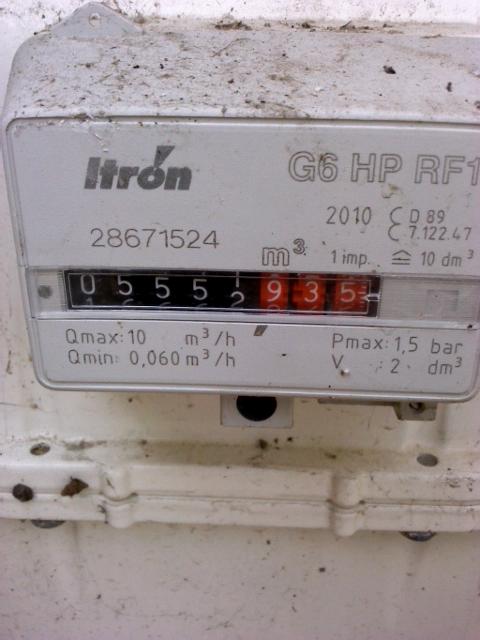 Itron
G6 HP RF1
28671524
2010 D 89
7.122.47
m³ 1 imp. ≙ 10 dm³
0 5 5 5 1 9 3 5
Qmax: 10 m³/h
Qmin: 0,060 m³/h
Pmax: 1,5 bar
V : 2 dm³